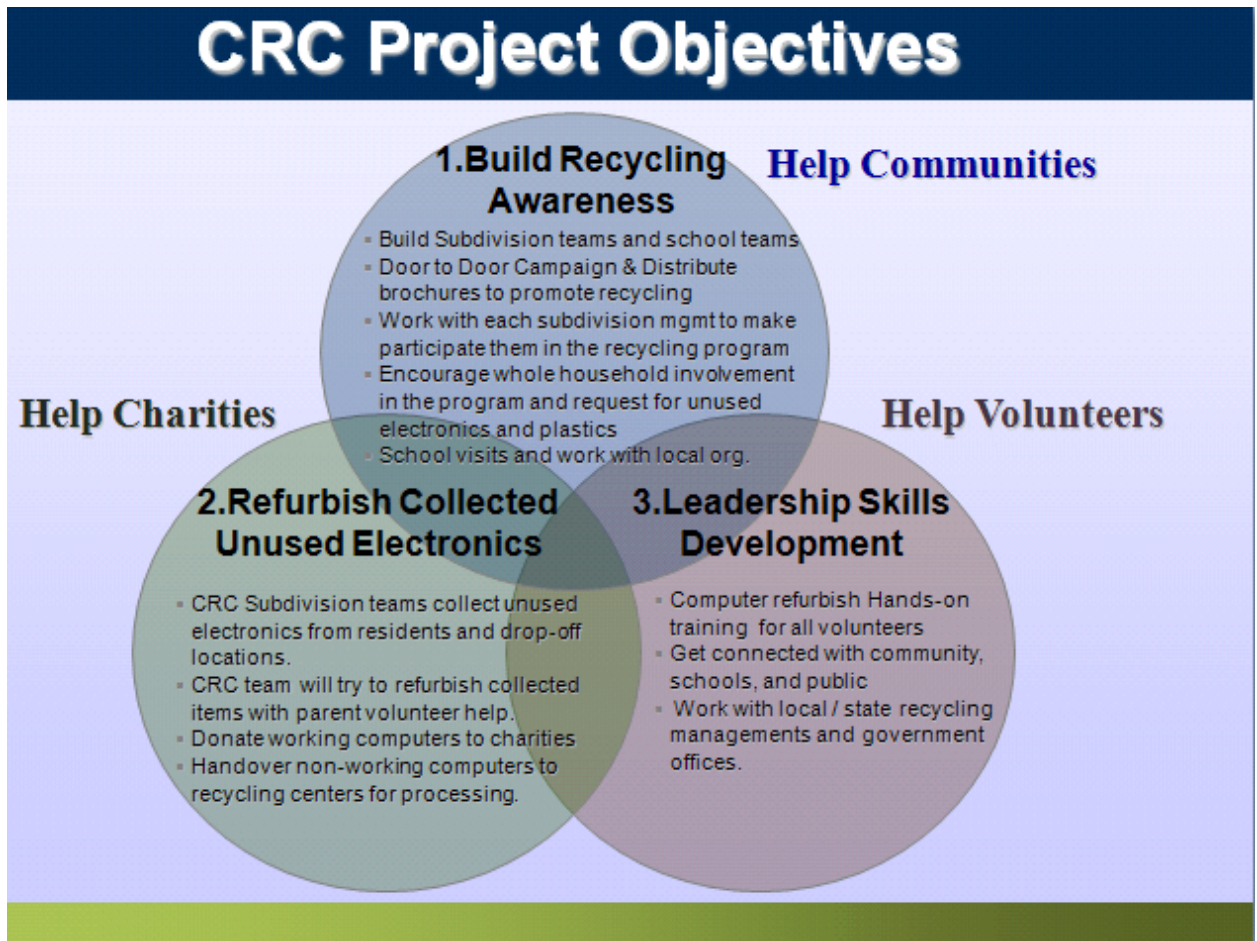 CRC Project Objectives
1.Build Recycling
Awareness
Help Communities
▪ Build Subdivision teams and school teams
▪ Door to Door Campaign & Distribute
brochures to promote recycling
▪ Work with each subdivision mgmt to make
participate them in the recycling program
▪ Encourage whole household involvement
in the program and request for unused
electronics and plastics
▪ School visits and work with local org.
Help Charities
Help Volunteers
2.Refurbish Collected
Unused Electronics
▪ CRC Subdivision teams collect unused
electronics from residents and drop-off
locations.
▪ CRC team will try to refurbish collected
items with parent volunteer help.
▪ Donate working computers to charities
▪ Handover non-working computers to
recycling centers for processing.
3.Leadership Skills
Development
▪ Computer refurbish Hands-on
training for all volunteers
▪ Get connected with community,
schools, and public
▪ Work with local / state recycling
managements and government
offices.